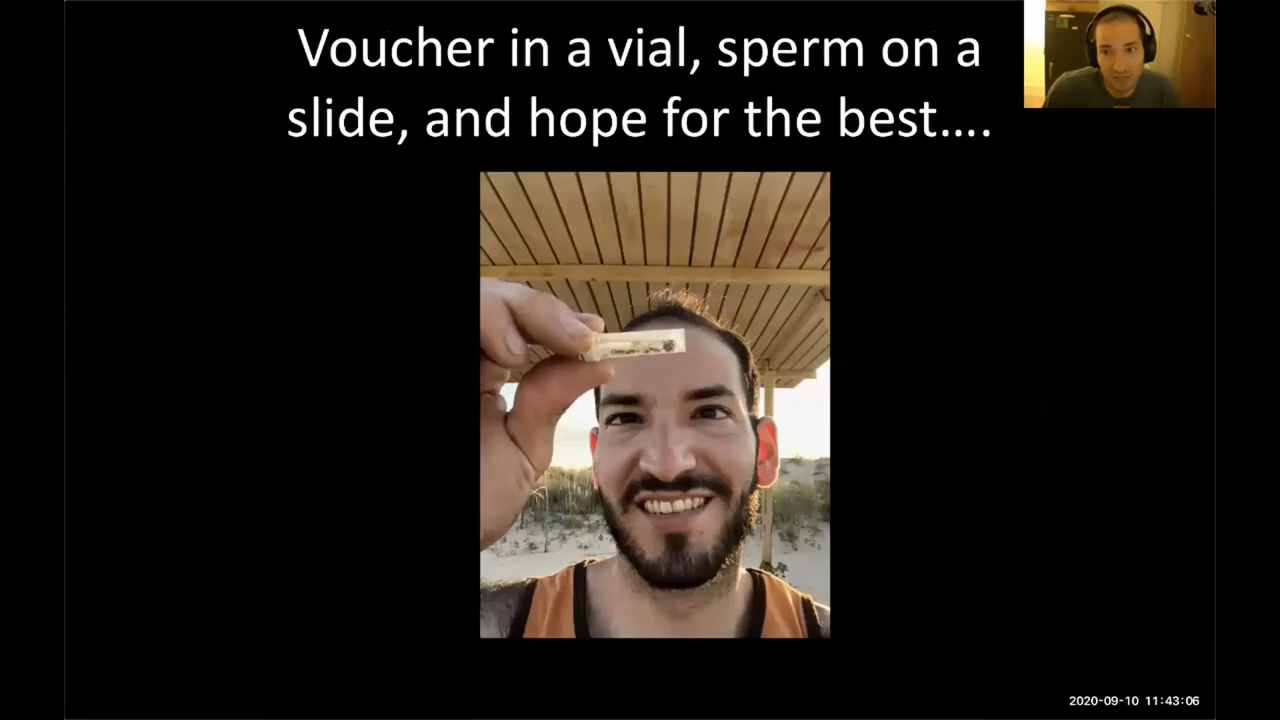 Voucher in a vial, sperm on a
slide, and hope for the best….
2020-09-10 11:43:06